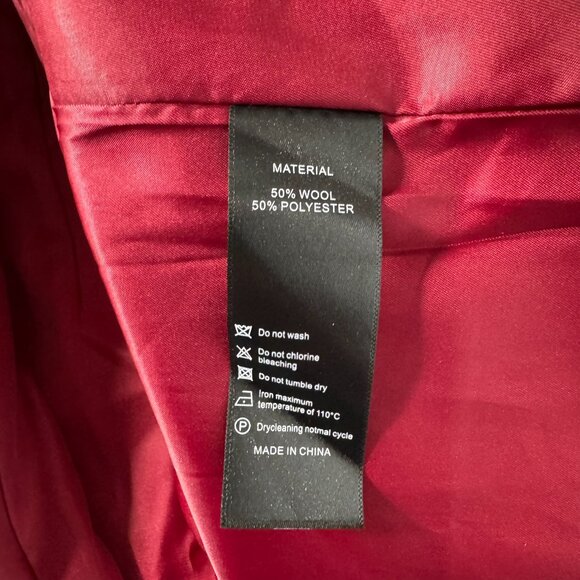 MATERIAL
50% WOOL
50% POLYESTER
Do not wash
Do not chlorine
bleaching
Do not tumble dry
Iron maximum
temperature of 110°C
P
Drycleaning notmal cycle
MADE IN CHINA